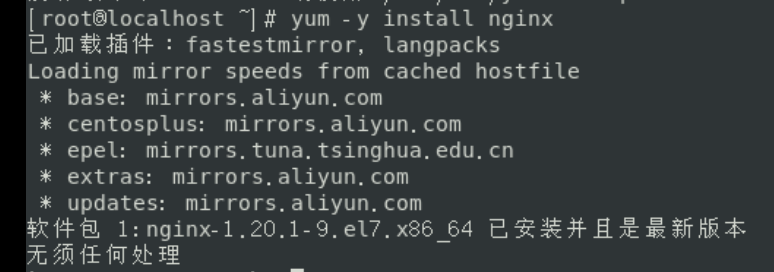 [root@localhost ~]# yum -y install nginx
已加载插件：fastestmirror, langpacks
Loading mirror speeds from cached hostfile
 * base: mirrors.aliyun.com
 * centosplus: mirrors.aliyun.com
 * epel: mirrors.tuna.tsinghua.edu.cn
 * extras: mirrors.aliyun.com
 * updates: mirrors.aliyun.com
软件包 1:nginx-1.20.1-9.el7.x86_64 已安装并且是最新版本
无须任何处理